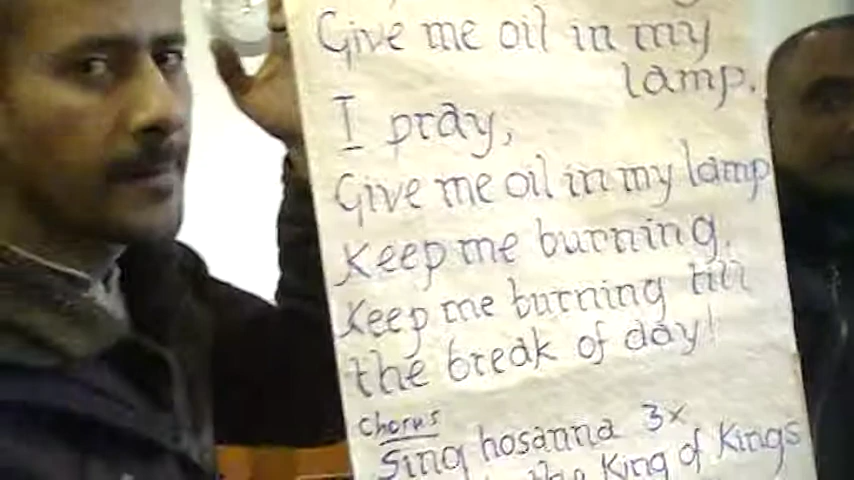 Give me oil in my
lamp.
I pray,
Give me oil in my lamp
Keep me burning,
Keep me burning till
the break of day!
Chorus
Sing hosanna 3x
the King of Kings